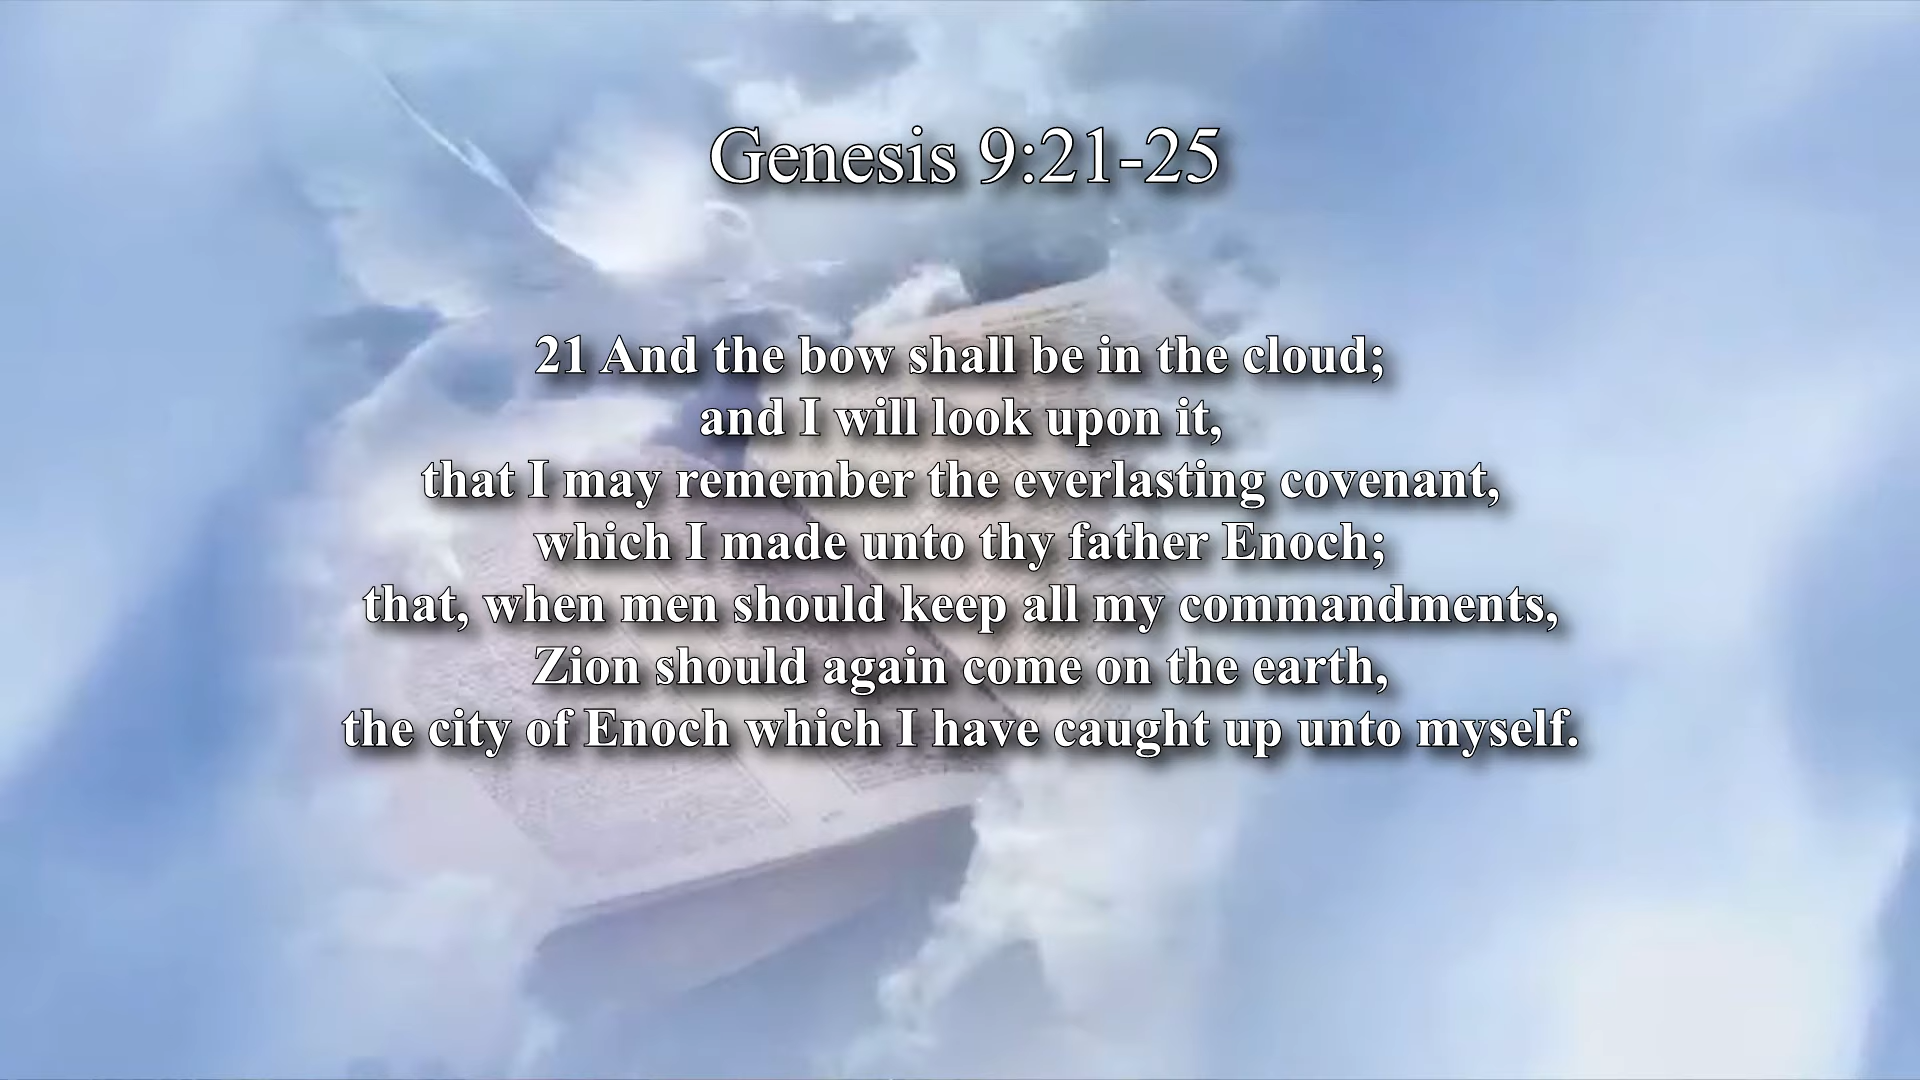 Genesis 9:21-25
21 And the bow shall be in the cloud;
and I will look upon it,
that I may remember the everlasting covenant,
which I made unto thy father Enoch;
that, when men should keep all my commandments,
Zion should again come on the earth,
the city of Enoch which I have caught up unto myself.